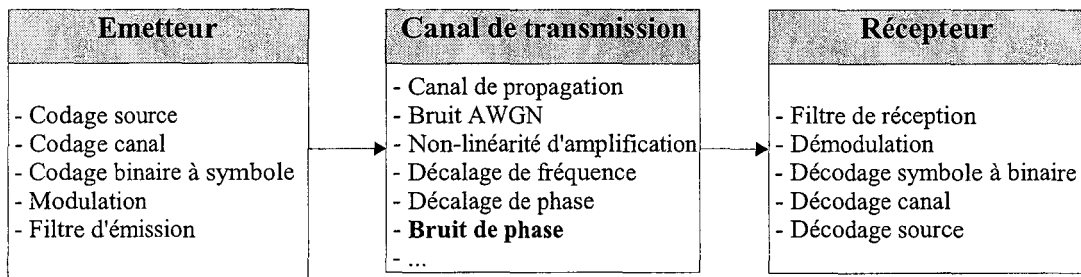 Emetteur
- Codage source
- Codage canal
- Codage binaire à symbole
- Modulation
- Filtre d'émission
Canal de transmission
- Canal de propagation
- Bruit AWGN
- Non-linéarité d'amplification
- Décalage de fréquence
- Décalage de phase
- Bruit de phase
- ...
Récepteur
- Filtre de réception
- Démodulation
- Décodage symbole à binaire
- Décodage canal
- Décodage source